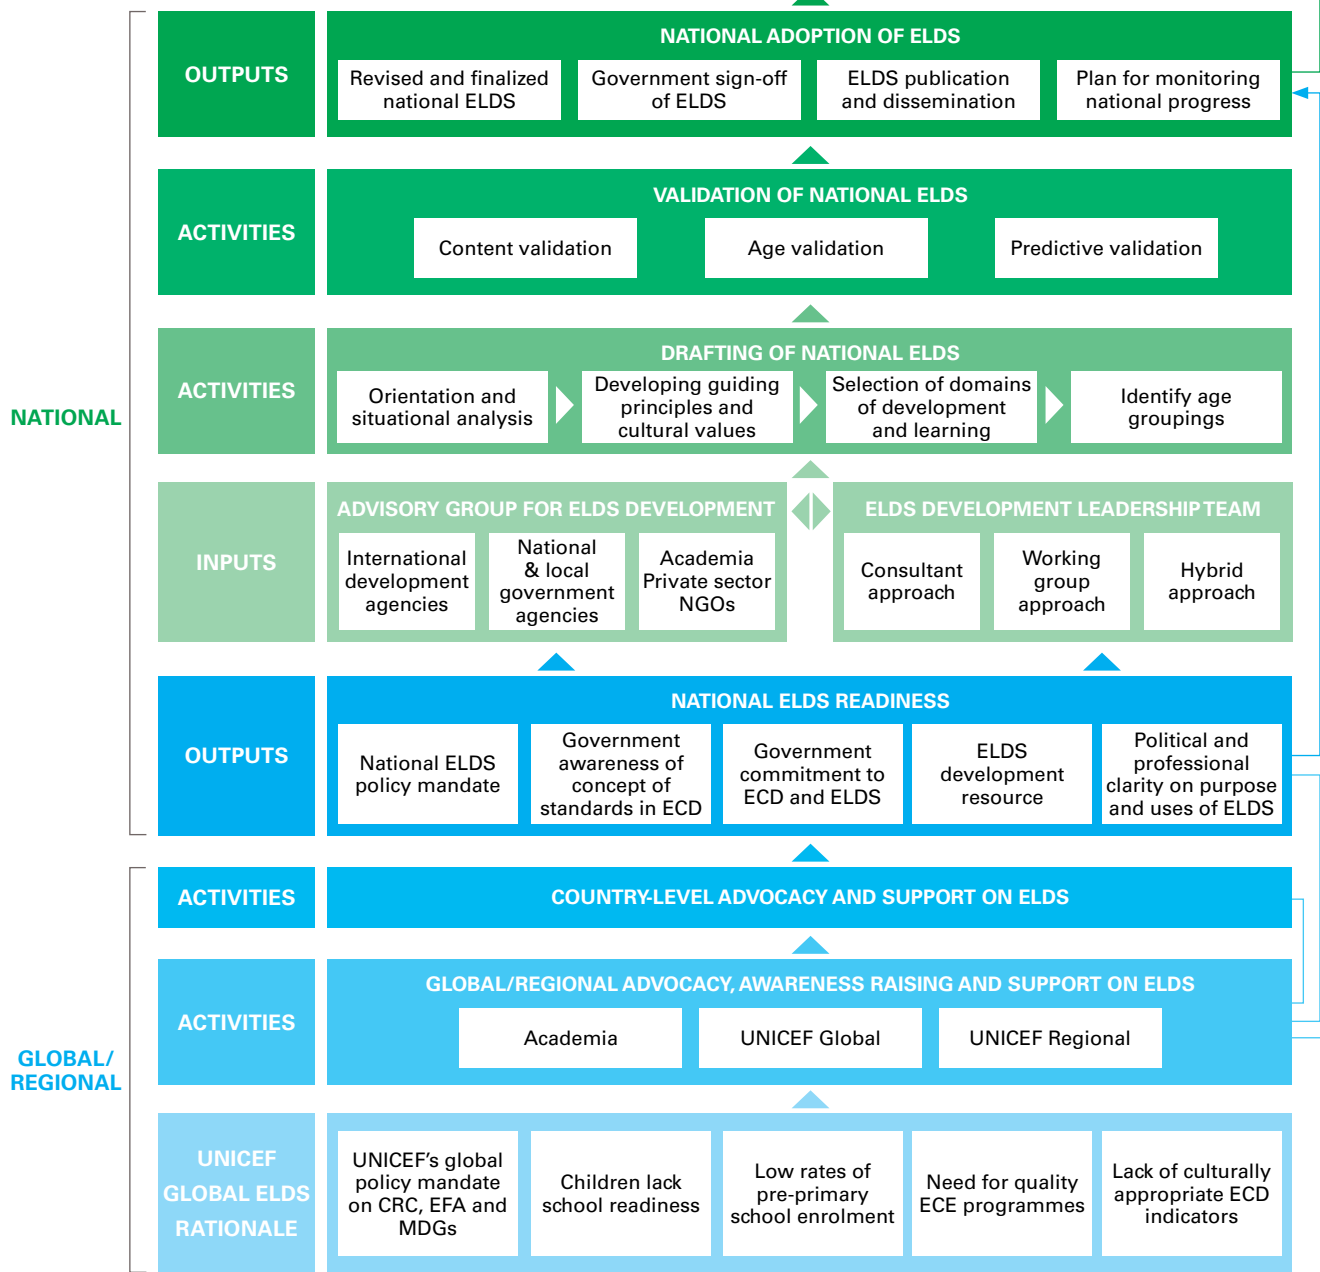 NATIONAL ADOPTION OF ELDS
OUTPUTS
Revised and finalized
national ELDS
Government sign-off
of ELDS
ELDS publication
and dissemination
Plan for monitoring
national progress
VALIDATION OF NATIONAL ELDS
ACTIVITIES
Content validation
Age validation
Predictive validation
DRAFTING OF NATIONAL ELDS
ACTIVITIES
Orientation and
situational analysis
Developing guiding
principles and
cultural values
Selection of domains
of development
and learning
Identify age
groupings
NATIONAL
INPUTS
ADVISORY GROUP FOR ELDS DEVELOPMENT
International
development
agencies
National
& local
government
agencies
Academia
Private sector
NGOs
ELDS DEVELOPMENT LEADERSHIP TEAM
Consultant
approach
Working
group
approach
Hybrid
approach
NATIONAL ELDS READINESS
OUTPUTS
National ELDS
policy mandate
Government
awareness of
concept of
standards in ECD
Government
commitment to
ECD and ELDS
ELDS
development
resource
Political and
professional
clarity on purpose
and uses of ELDS
ACTIVITIES
COUNTRY-LEVEL ADVOCACY AND SUPPORT ON ELDS
GLOBAL/REGIONAL ADVOCACY, AWARENESS RAISING AND SUPPORT ON ELDS
ACTIVITIES
Academia
UNICEF Global
UNICEF Regional
GLOBAL/
REGIONAL
UNICEF
GLOBAL ELDS
RATIONALE
UNICEF's global
policy mandate
on CRC, EFA and
MDGs
Children lack
school readiness
Low rates of
pre-primary
school enrolment
Need for quality
ECE programmes
Lack of culturally
appropriate ECD
indicators